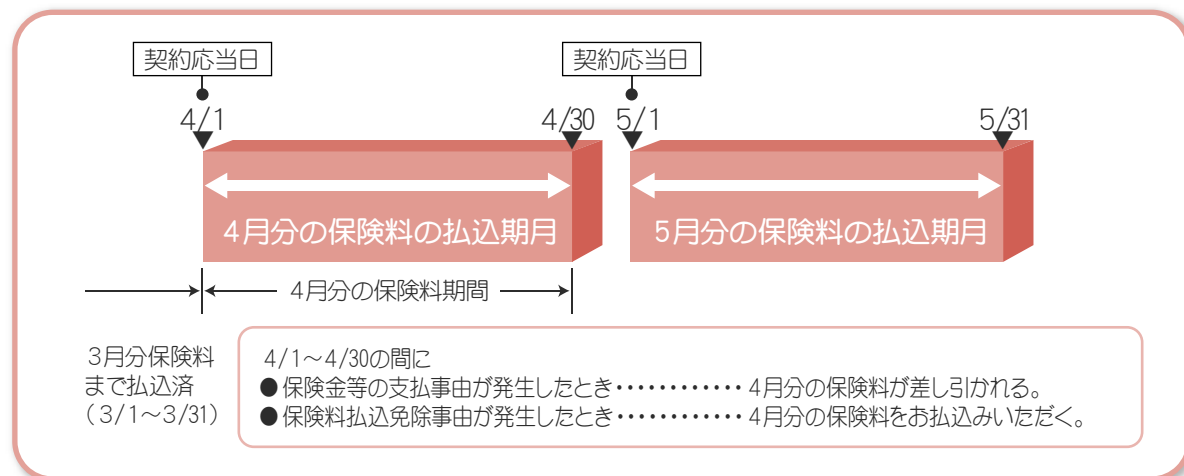 契約応当日 契約応当日
4/1 4/30 5/1 5/31
4月分の保険料の払込期月 5月分の保険料の払込期月
4月分の保険料期間
3月分保険料
まで払込済
(3/1〜3/31)
4/1〜4/30の間に
●保険金等の支払事由が発生したとき・・・・・・・・・・・・4月分の保険料が差し引かれる。
●保険料払込免除事由が発生したとき・・・・・・・・・・・・4月分の保険料をお払込みいただく。